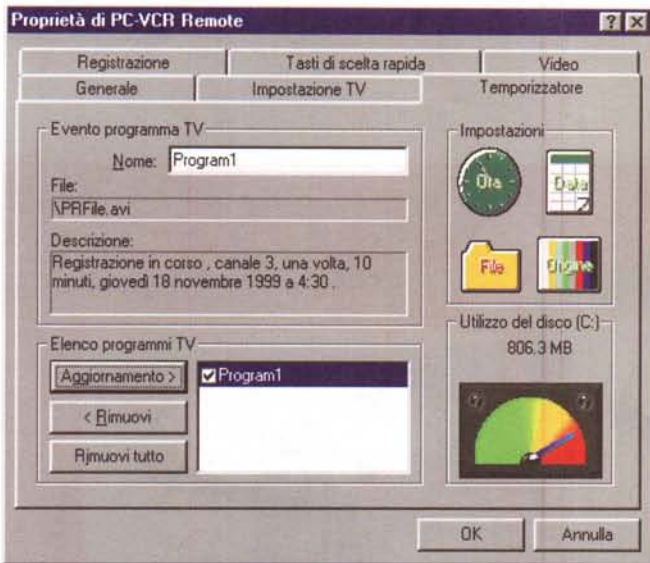 Proprietà di PC-VCR Remote
Registrazione
Tasti di scelta rapida
Video
Generale
Impostazione TV
Temporizzatore
Evento programma TV
Nome: Program1
File:
\PRFile.avi
Descrizione:
Registrazione in corso , canale 3, una volta, 10
minuti, giovedì 18 novembre 1999 a 4:30 .
Impostazioni
Ora
Data
File
Origine
Elenco programmi TV
Aggiornamento >
< Rimuovi
Rimuovi tutto
Program1
Utilizzo del disco (C:)
806.3 MB
OK
Annulla